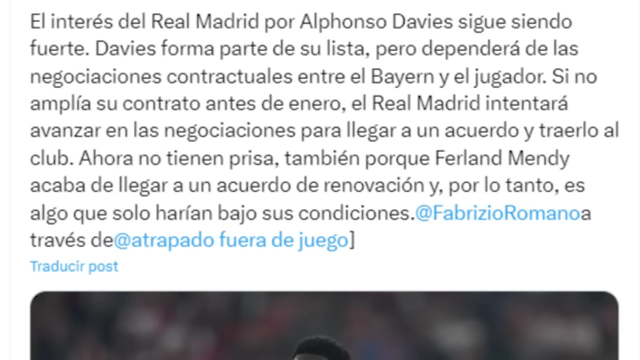 El interés del Real Madrid por Alphonso Davies sigue siendo
fuerte. Davies forma parte de su lista, pero dependerá de las
negociaciones contractuales entre el Bayern y el jugador. Si no
amplía su contrato antes de enero, el Real Madrid intentará
avanzar en las negociaciones para llegar a un acuerdo y traerlo al
club. Ahora no tienen prisa, también porque Ferland Mendy
acaba de llegar a un acuerdo de renovación y, por lo tanto, es
algo que solo harían bajo sus condiciones.@FabrizioRomanoa
través de@atrapado fuera de juego]
Traducir post